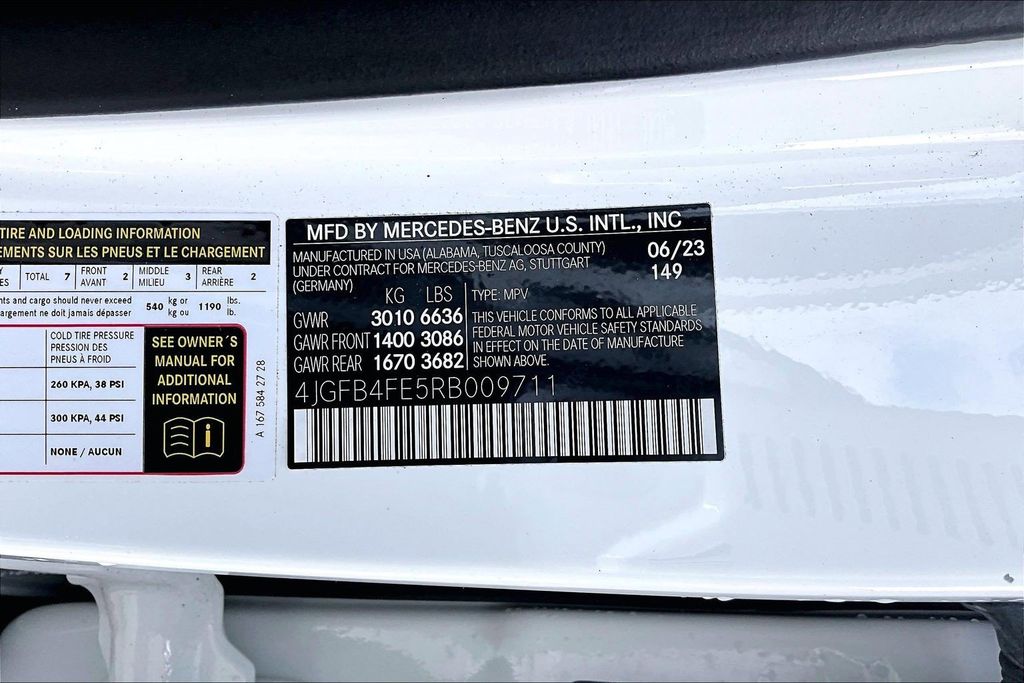 TIRE AND LOADING INFORMATION
EMENTS SUR LES PNEUS ET LE CHARGEMENT
TOTAL 7 FRONT AVANT 2 MIDDLE MILIEU 3 REAR ARRIÈRE 2
nts and cargo should never exceed
argement ne doit jamais dépasser
540 kg or kg ou 1190 lbs. lb.
COLD TIRE PRESSURE
PRESSION DES
PNEUS À FROID
260 KPA, 38 PSI
300 KPA, 44 PSI
NONE / AUCUN
SEE OWNER´S
MANUAL FOR
ADDITIONAL
INFORMATION
i
A 167 584 27 28
MFD BY MERCEDES-BENZ U.S. INTL., INC
MANUFACTURED IN USA (ALABAMA, TUSCALOOSA COUNTY)
UNDER CONTRACT FOR MERCEDES-BENZ AG, STUTTGART
(GERMANY)
06/23
149
KG LBS
GVWR 3010 6636
GAWR FRONT 1400 3086
GAWR REAR 1670 3682
TYPE: MPV
THIS VEHICLE CONFORMS TO ALL APPLICABLE
FEDERAL MOTOR VEHICLE SAFETY STANDARDS
IN EFFECT ON THE DATE OF MANUFACTURE
SHOWN ABOVE.
4JGFB4FE5RB009711